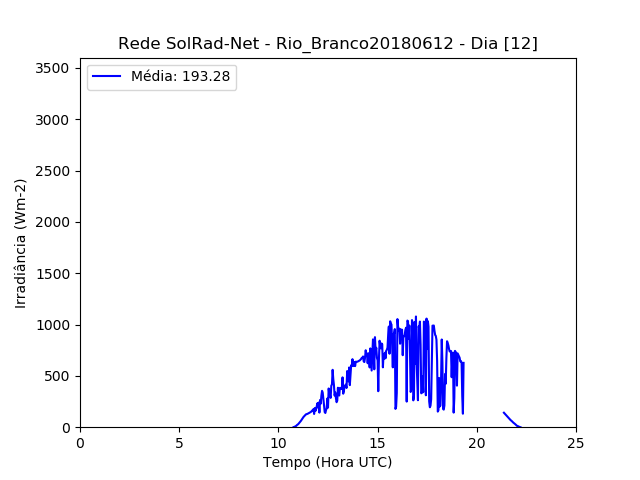 Rede SolRad-Net - Rio_Branco20180612 - Dia [12]
Média: 193.28
3500
3000
2500
2000
1500
1000
500
0
Irradiância (Wm-2)
0 5 10 15 20 25
Tempo (Hora UTC)